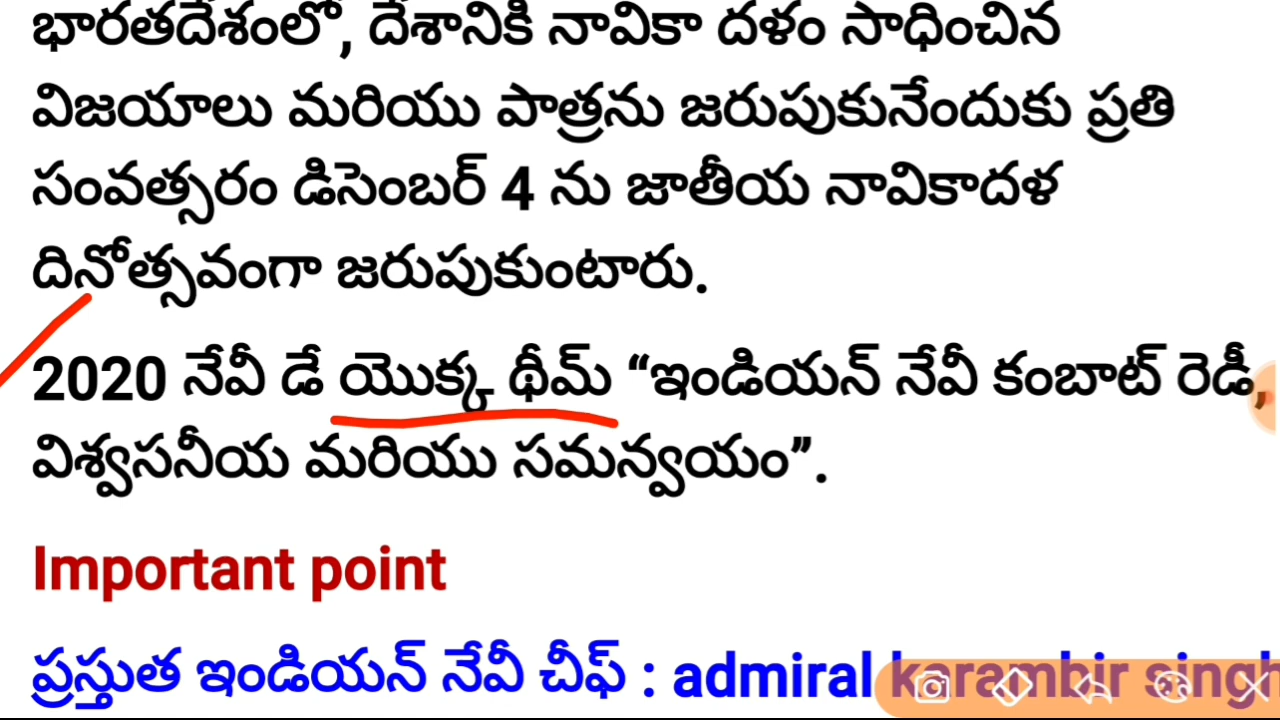 భారతదేశంలో, దేశానికి నావికా దళం సాధించిన
విజయాలు మరియు పాత్రను జరుపుకునేందుకు ప్రతి
సంవత్సరం డిసెంబర్ 4 ను జాతీయ నావికాదళ
దినోత్సవంగా జరుపుకుంటారు.
2020 నేవీ డే యొక్క థీమ్ “ఇండియన్ నేవీ కంబాట్ రెడీ,
విశ్వసనీయ మరియు సమన్వయం”.
Important point
ప్రస్తుత ఇండియన్ నేవీ చీఫ్ : admiral karambir singh